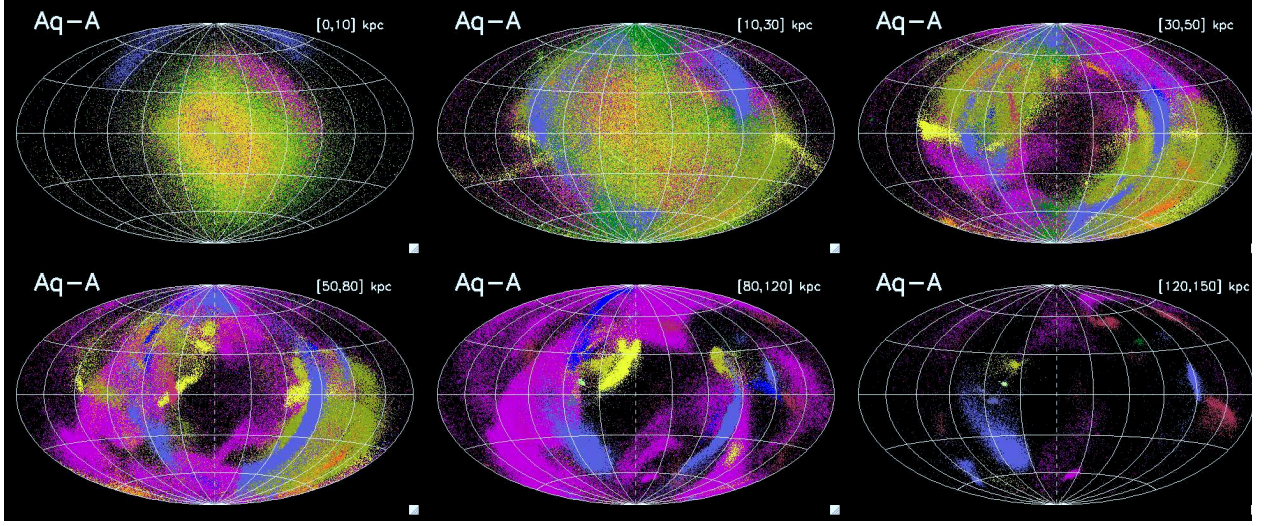 Aq-A [0,10] kpc
Aq-A [10,30] kpc
Aq-A [30,50] kpc
Aq-A [50,80] kpc
Aq-A [80,120] kpc
Aq-A [120,150] kpc